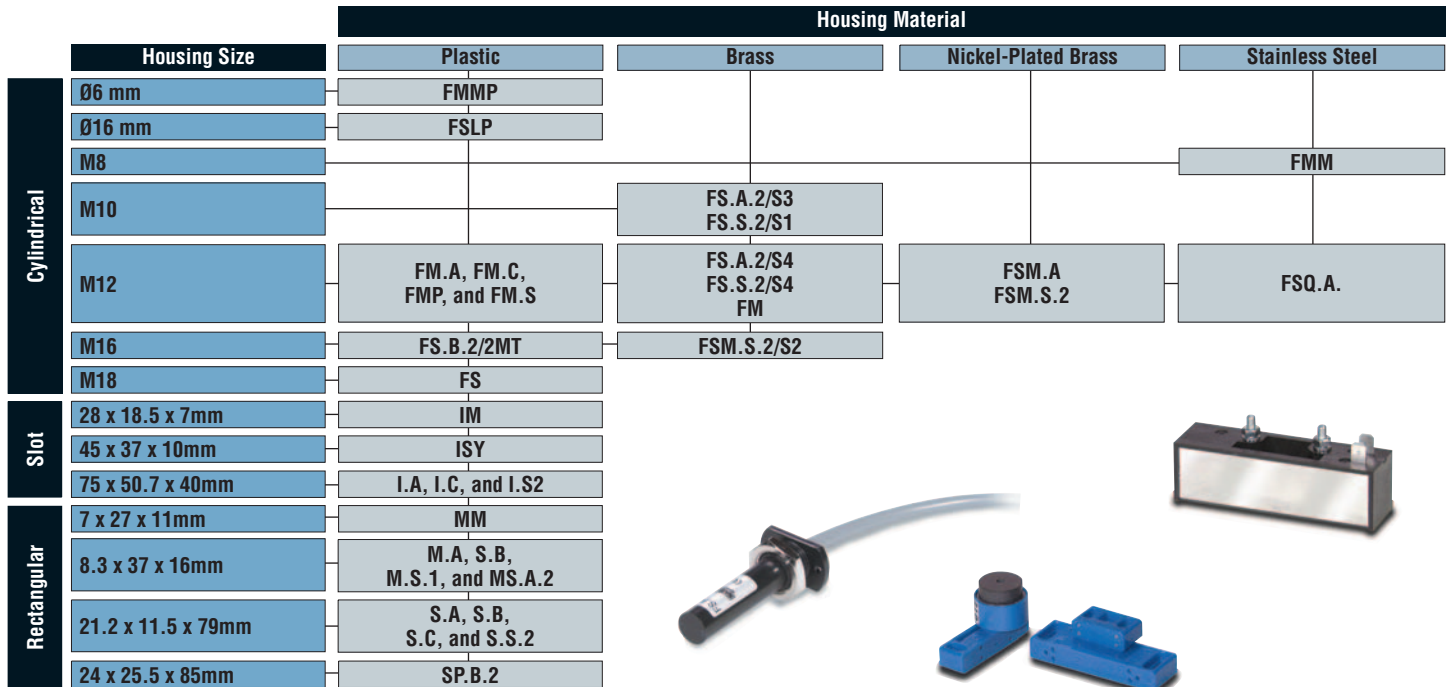 Housing Material
Housing Size Plastic Brass Nickel-Plated Brass Stainless Steel
Cylindrical
Ø6 mm FMMP
Ø16 mm FSLP
M8 FMM
M10 FS.A.2/S3
FS.S.2/S1
M12 FM.A, FM.C,
FMP, and FM.S
FS.A.2/S4
FS.S.2/S4
FM
FSM.A
FSM.S.2
FSQ.A.
M16 FS.B.2/2MT FSM.S.2/S2
M18 FS
Slot
28 x 18.5 x 7mm IM
45 x 37 x 10mm ISY
75 x 50.7 x 40mm I.A, I.C, and I.S2
Rectangular
7 x 27 x 11mm MM
8.3 x 37 x 16mm M.A, S.B,
M.S.1, and MS.A.2
21.2 x 11.5 x 79mm S.A, S.B,
S.C, and S.S.2
24 x 25.5 x 85mm SP.B.2